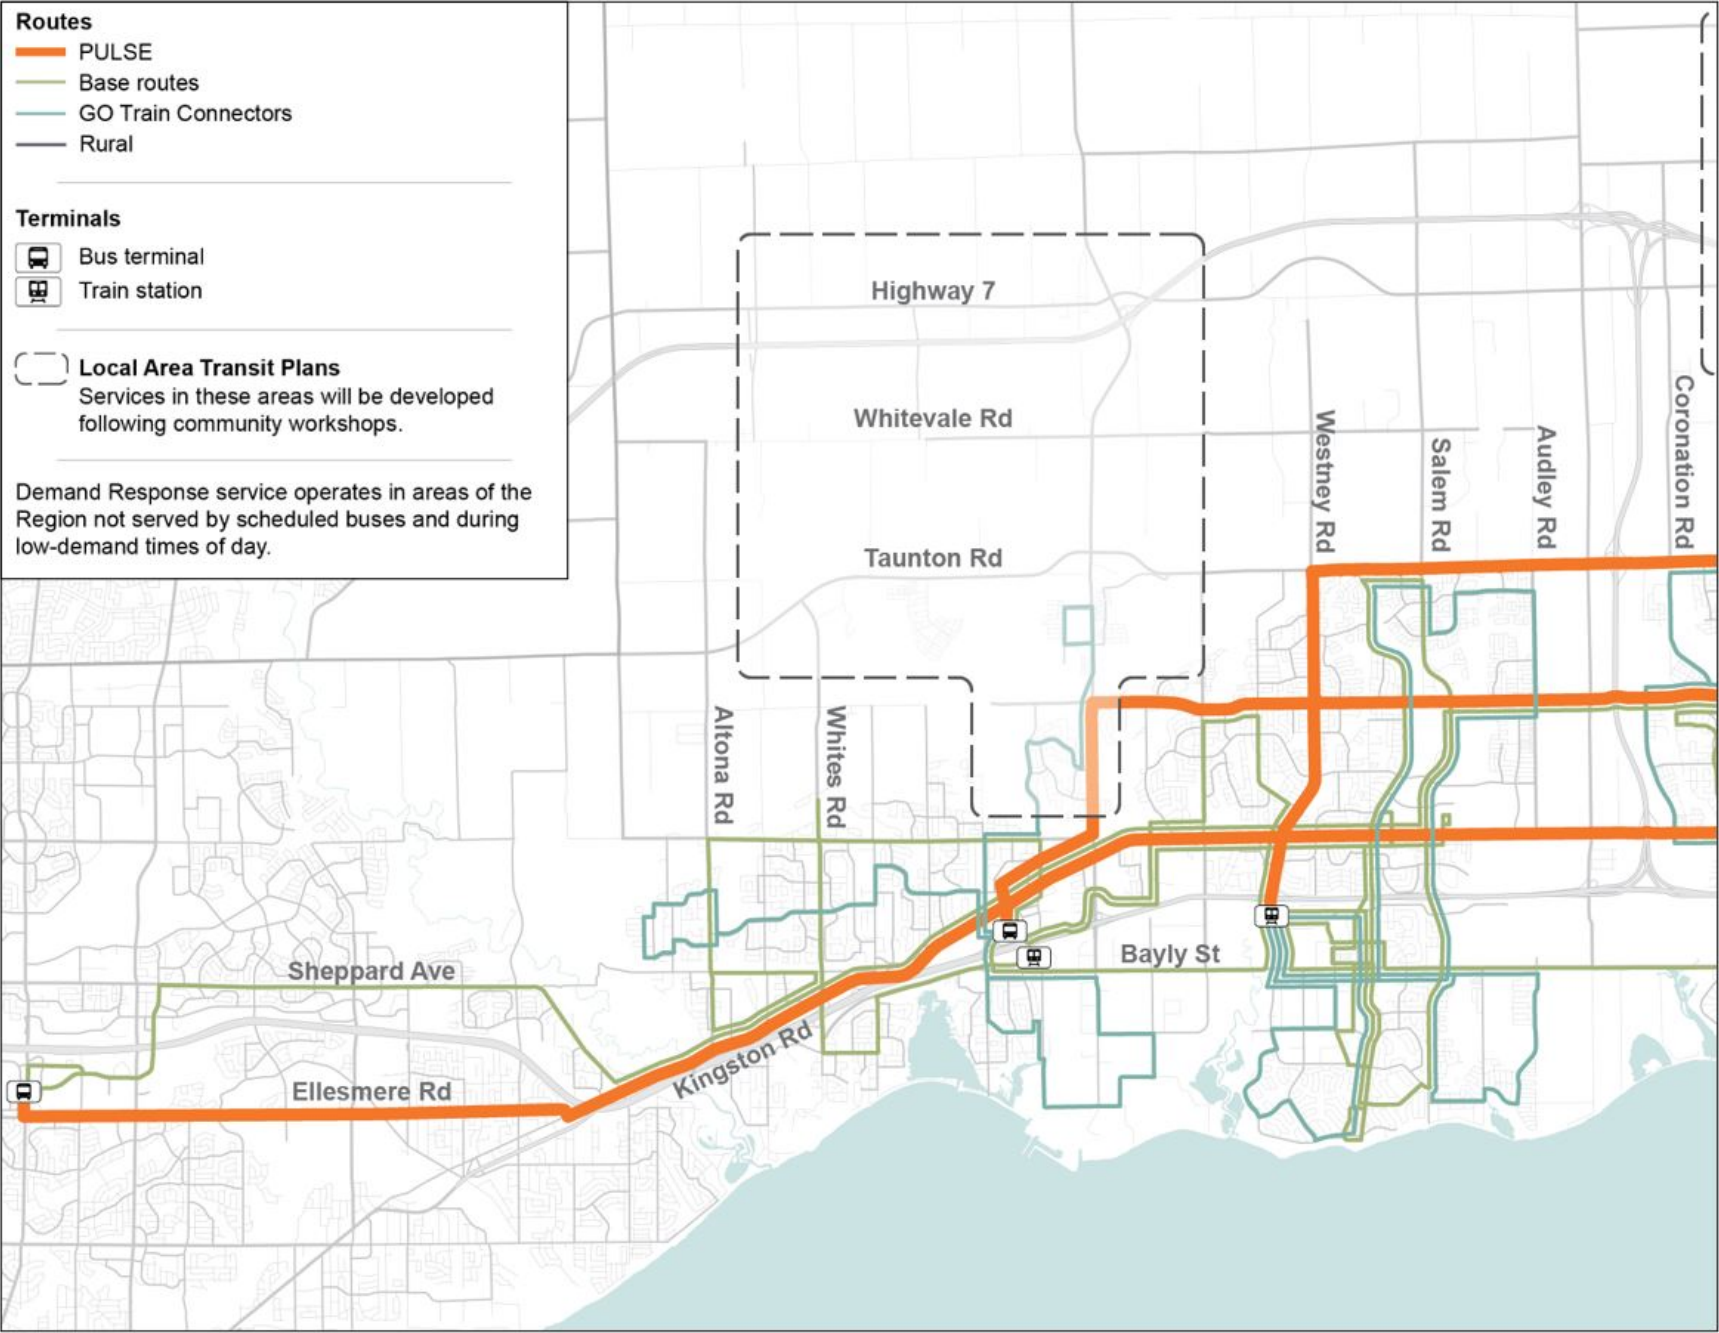 Routes
PULSE
Base routes
GO Train Connectors
Rural
Terminals
Bus terminal
Train station
Local Area Transit Plans
Services in these areas will be developed
following community workshops.
Demand Response service operates in areas of the
Region not served by scheduled buses and during
low-demand times of day.
Highway 7
Whitevale Rd
Taunton Rd
Westney Rd
Salem Rd
Audley Rd
Coronation Rd
Altona Rd
Whites Rd
Sheppard Ave
Bayly St
Kingston Rd
Ellesmere Rd